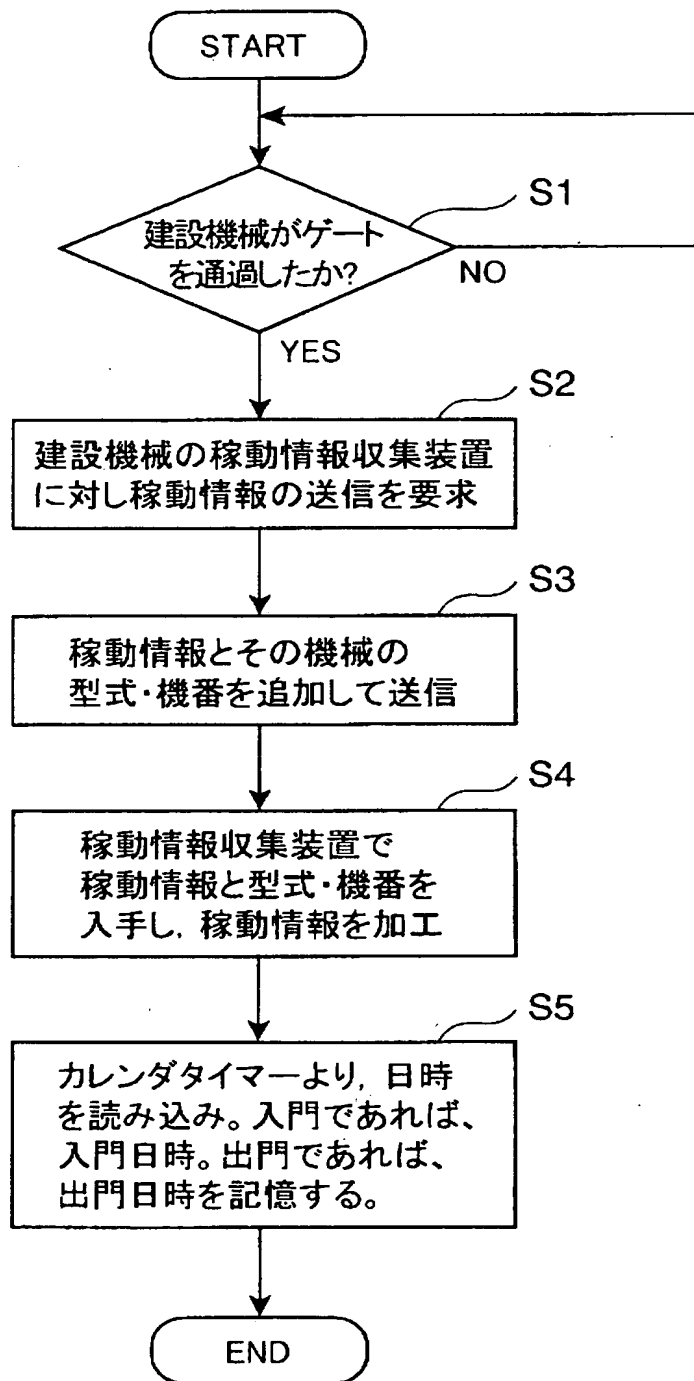 START
S1
建設機械がゲート
を通過したか?
NO
YES
S2
建設機械の稼動情報収集装置
に対し稼動情報の送信を要求
S3
稼動情報とその機械の
型式・機番を追加して送信
S4
稼動情報収集装置で
稼動情報と型式・機番を
入手し, 稼動情報を加工
S5
カレンダタイマーより, 日時
を読み込み。入門であれば、
入門日時。出門であれば、
出門日時を記憶する。
END